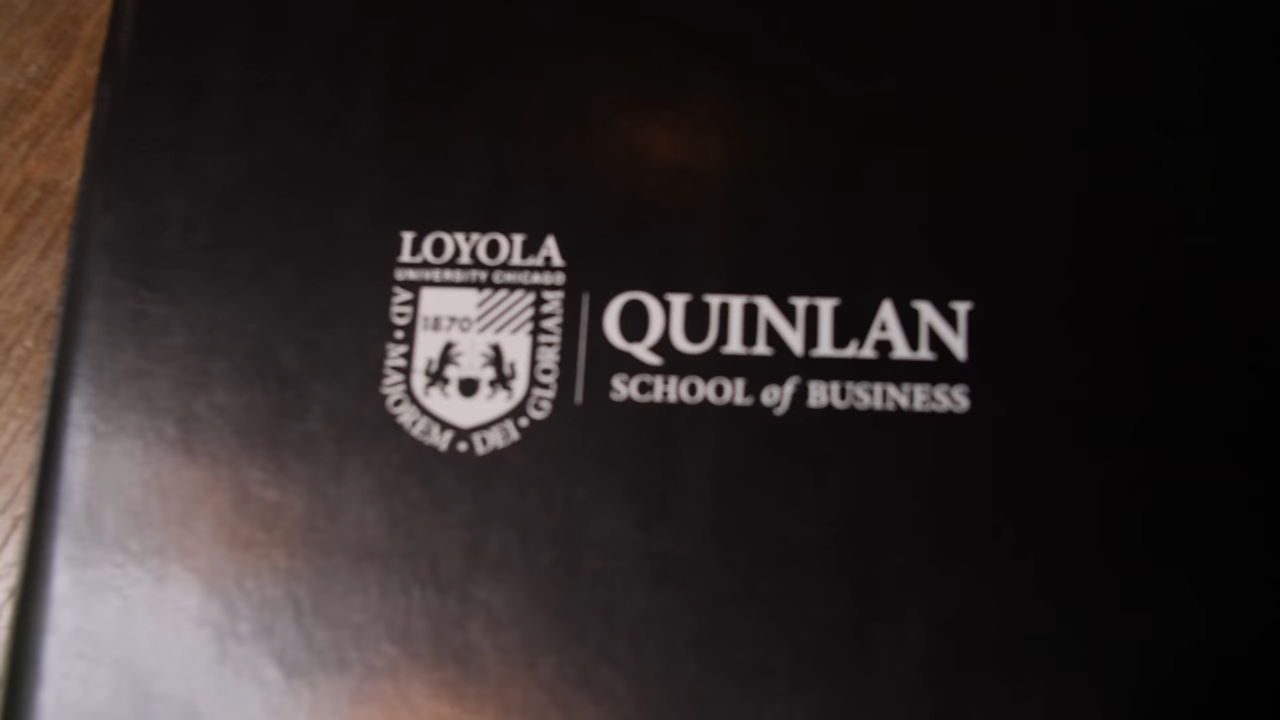 LOYOLA
UNIVERSITY CHICAGO
AD • MAJOREM • DEI • GLORIAM
1870
QUINLAN
SCHOOL of BUSINESS